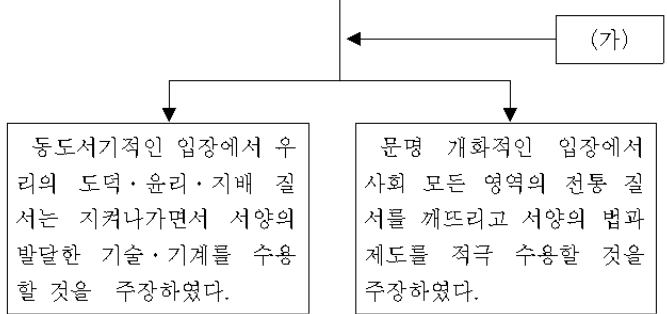 (가)
동도서기적인 입장에서 우
리의 도덕·윤리·지배 질
서는 지켜나가면서 서양의
발달한 기술·기계를 수용
할 것을 주장하였다.
문명 개화적인 입장에서
사회 모든 영역의 전통 질
서를 깨뜨리고 서양의 법과
제도를 적극 수용할 것을
주장하였다.